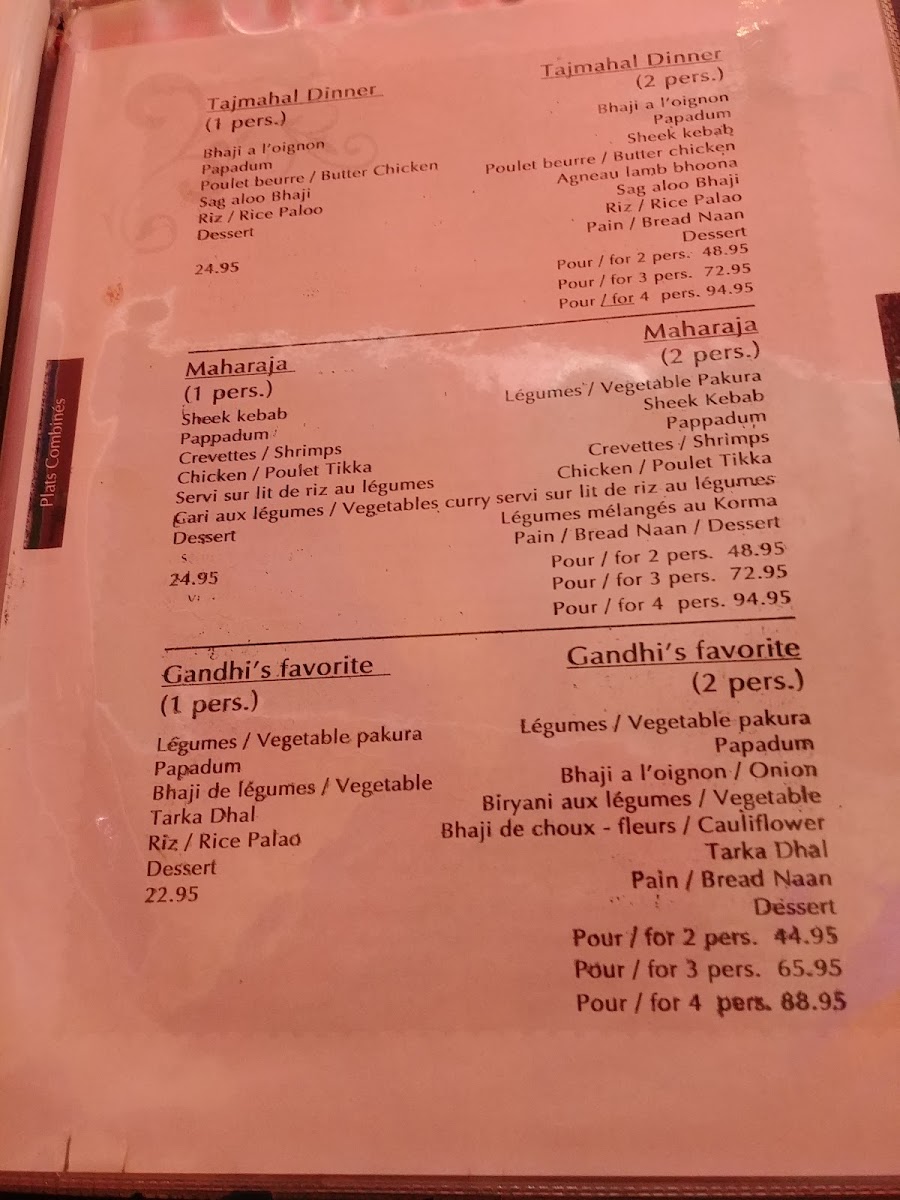 Tajmahal Dinner
(1 pers.)
Bhaji a l'oignon
Papadum
Poulet beurre / Butter Chicken
Sag aloo Bhaji
Riz / Rice Paloo
Dessert
24.95
Tajmahal Dinner
(2 pers.)
Bhaji a l'oignon
Papadum
Sheek kebab
Poulet beurre / Butter chicken
Agneau lamb bhoona
Sag aloo Bhaji
Riz / Rice Palao
Pain / Bread Naan
Dessert
Pour / for 2 pers. 48.95
Pour / for 3 pers. 72.95
Pour / for 4 pers. 94.95
Plats Combinés
Maharaja
(1 pers.)
Sheek kebab
Pappadum
Crevettes / Shrimps
Chicken / Poulet Tikka
Servi sur lit de riz au légumes
Gari aux légumes / Vegetables curry
Dessert
24.95
Maharaja
(2 pers.)
Légumes / Vegetable Pakura
Sheek Kebab
Pappadum
Crevettes / Shrimps
Chicken / Poulet Tikka
servi sur lit de riz au légumes
Légumes mélangés au Korma
Pain / Bread Naan / Dessert
Pour / for 2 pers. 48.95
Pour / for 3 pers. 72.95
Pour / for 4 pers. 94.95
Gandhi's favorite
(1 pers.)
Légumes / Vegetable pakura
Papadum
Bhaji de légumes / Vegetable
Tarka Dhal
Riz / Rice Palao
Dessert
22.95
Gandhi's favorite
(2 pers.)
Légumes / Vegetable pakura
Papadum
Bhaji a l'oignon / Onion
Biryani aux légumes / Vegetable
Bhaji de choux - fleurs / Cauliflower
Tarka Dhal
Pain / Bread Naan
Dessert
Pour / for 2 pers. 44.95
Pour / for 3 pers. 65.95
Pour / for 4 pers. 88.95